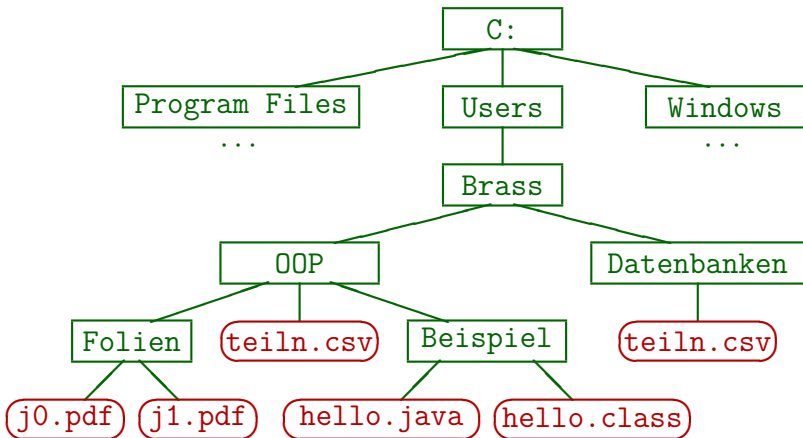 C:
Program Files Users Windows
... ...
Brass
OOP Datenbanken
Folien teiln.csv Beispiel teiln.csv
j0.pdf j1.pdf hello.java hello.class